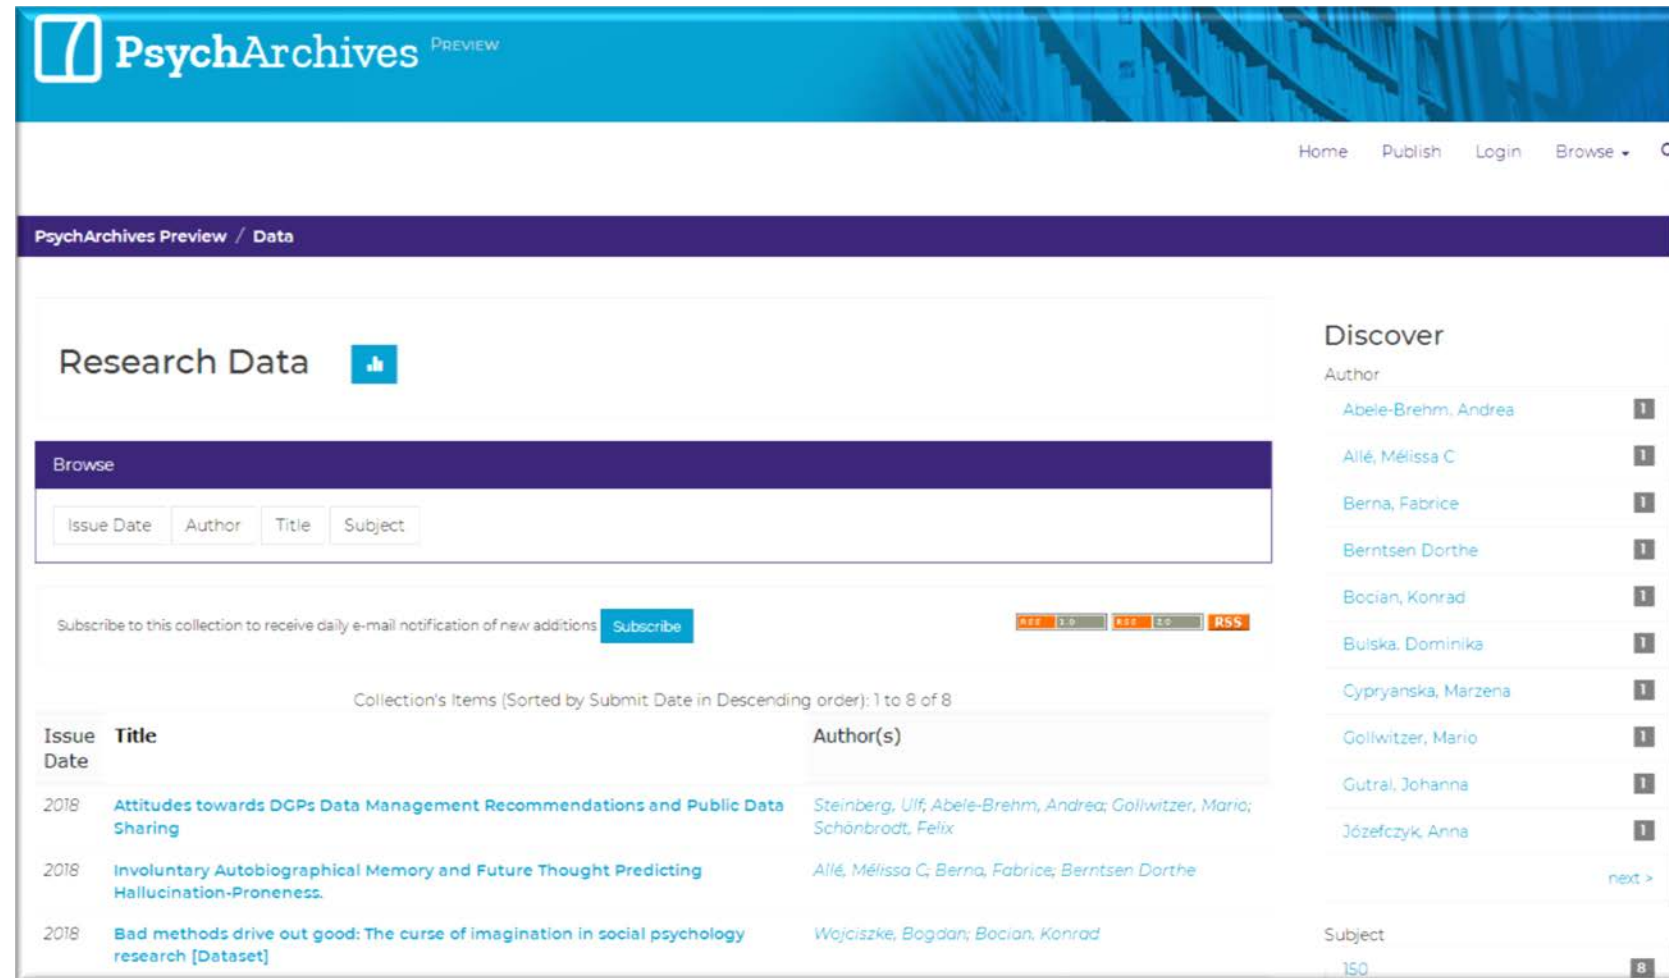 PsychArchives PREVIEW
Home Publish Login Browse
PsychArchives Preview / Data
Research Data
Browse
Issue Date Author Title Subject
Subscribe to this collection to receive daily e-mail notification of new additions Subscribe
RSS 1.0 RSS 2.0 RSS
Collection's Items (Sorted by Submit Date in Descending order): 1 to 8 of 8
Issue Date Title Author(s)
2018 Attitudes towards DGPs Data Management Recommendations and Public Data
Sharing
Steinberg, Ulf; Abele-Brehm, Andrea; Gollwitzer, Mario;
Schönbrodt, Felix
2018 Involuntary Autobiographical Memory and Future Thought Predicting
Hallucination-Proneness.
Allé, Mélissa C; Berna, Fabrice; Berntsen Dorthe
2018 Bad methods drive out good: The curse of imagination in social psychology
research [Dataset]
Wojciszke, Bogdan; Bocian, Konrad
Discover
Author
Abele-Brehm, Andrea 1
Allé, Mélissa C 1
Berna, Fabrice 1
Berntsen Dorthe 1
Bocian, Konrad 1
Bulska, Dominika 1
Cypryanska, Marzena 1
Gollwitzer, Mario 1
Gutral, Johanna 1
Józefczyk, Anna 1
next >
Subject
150 8